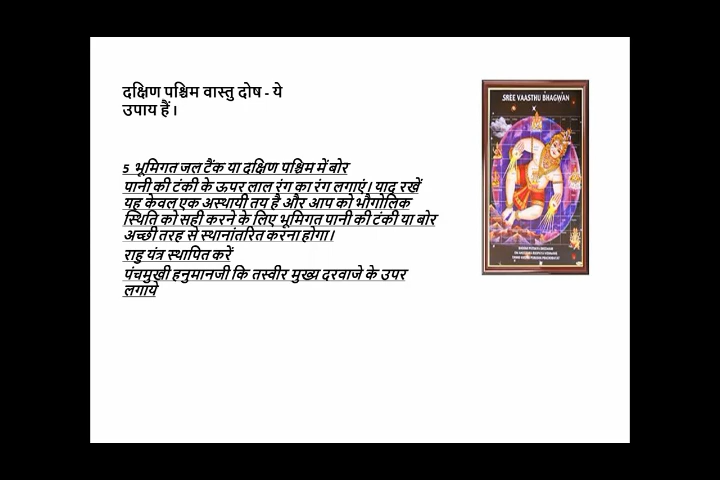 दक्षिण पश्चिम वास्तु दोष - ये
उपाय हैं ।
5 भूमिगत जल टैंक या दक्षिण पश्चिम में बोर
पानी की टंकी के ऊपर लाल रंग का रंग लगाएं। याद रखें
यह केवल एक अस्थायी तय है और आप को भौगोलिक
स्थिति को सही करने के लिए भूमिगत पानी की टंकी या बोर
अच्छी तरह से स्थानांतरित करना होगा।
राहु यंत्र स्थापित करें
पंचमुखी हनुमानजी कि तस्वीर मुख्य दरवाजे के उपर
लगाये
SREE VAASTHU BHAGWAN